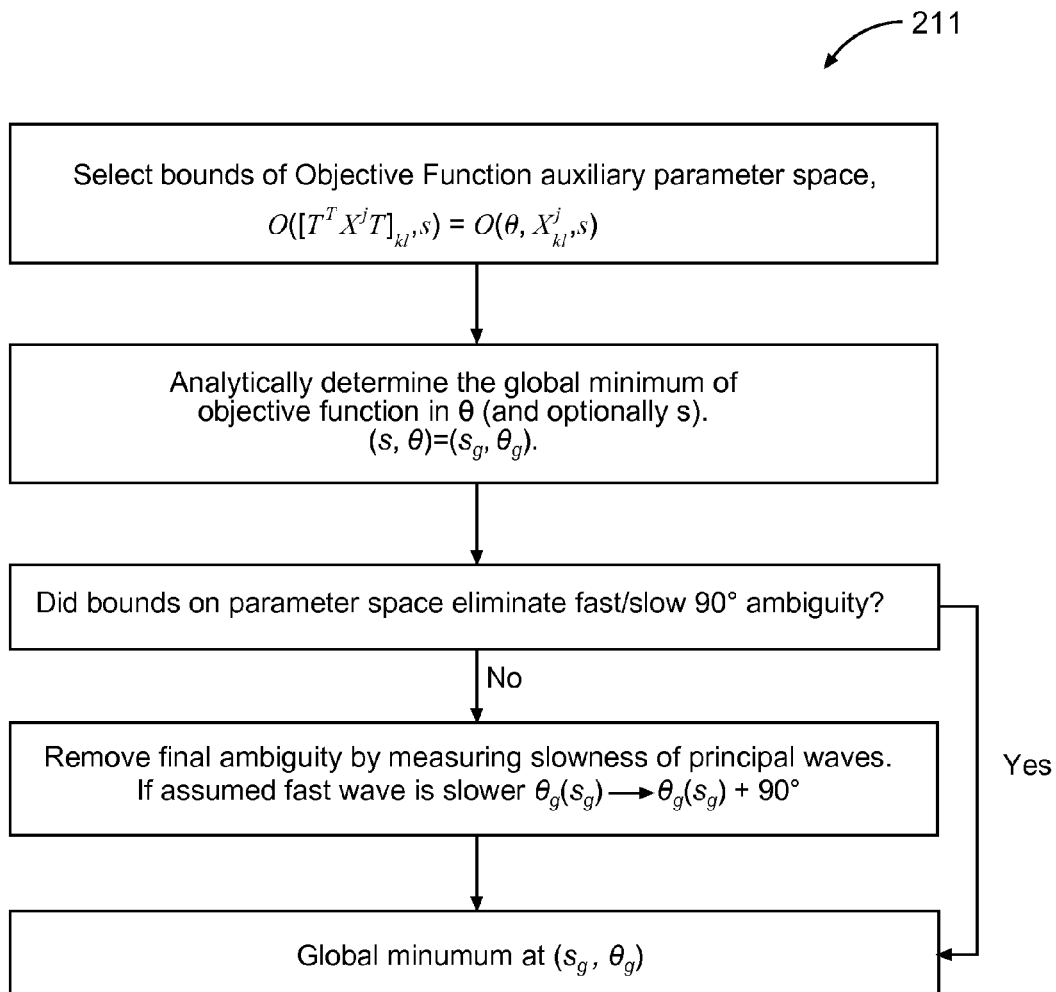 211
Select bounds of Objective Function auxiliary parameter space,
O([T^T X^j T]_{kl},s) = O(θ, X^j_{kl},s)
Analytically determine the global minimum of
objective function in θ (and optionally s).
(s, θ)=(s_g, θ_g).
Did bounds on parameter space eliminate fast/slow 90° ambiguity?
No
Remove final ambiguity by measuring slowness of principal waves.
If assumed fast wave is slower θ_g(s_g) → θ_g(s_g) + 90°
Yes
Global minumum at (s_g, θ_g)